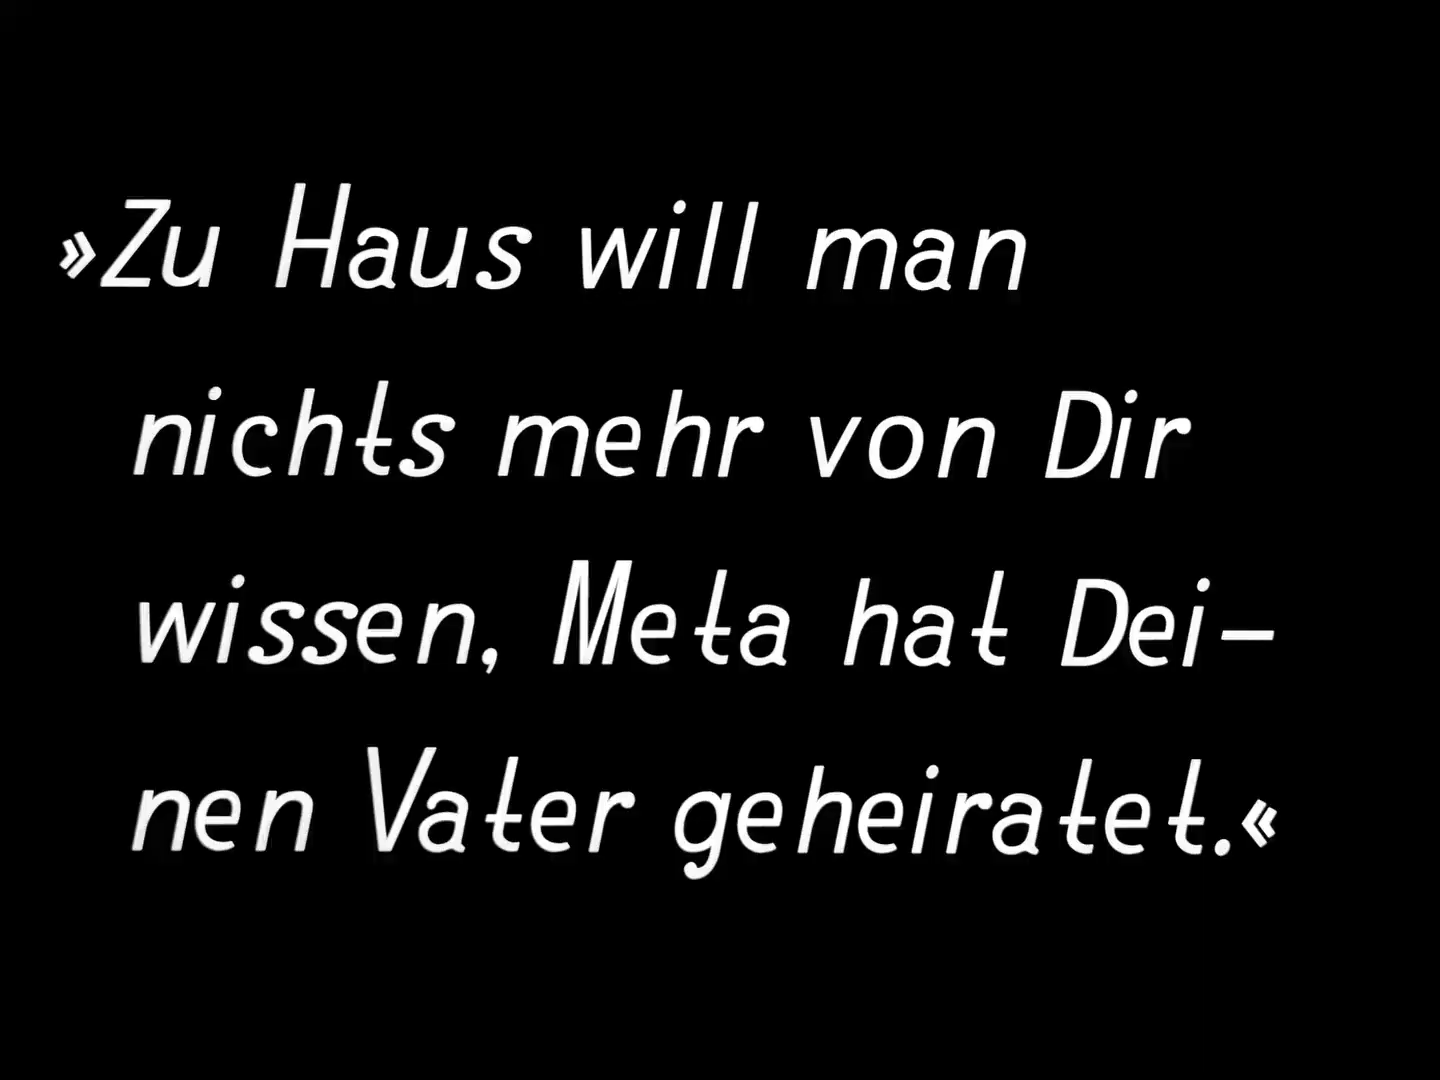 »Zu Haus will man
nichts mehr von Dir
wissen, Meta hat Dei-
nen Vater geheiratet.«